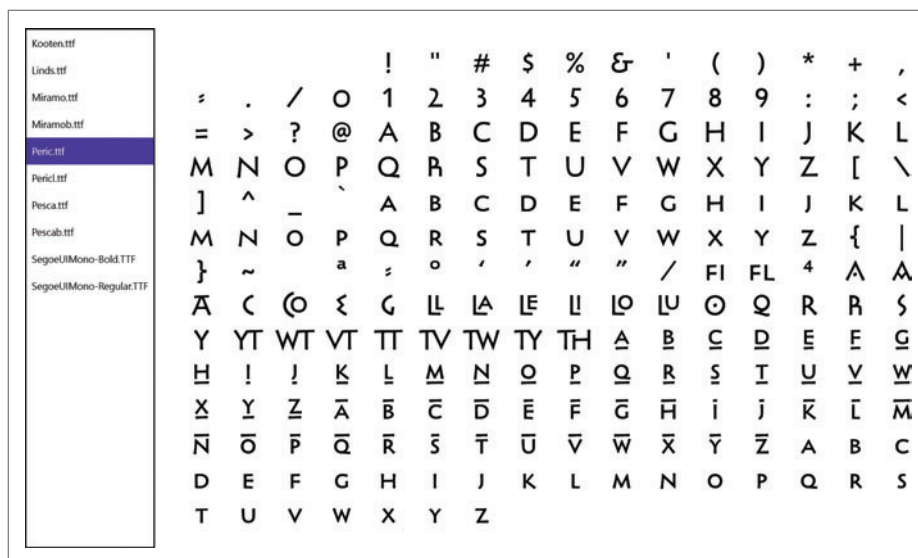 Kooten.ttf
Linds.ttf
Miramo.ttf
Miramob.ttf
Peric.ttf
Pericl.ttf
Pesca.ttf
Pescab.ttf
SegoeUIMono-Bold.TTF
SegoeUIMono-Regular.TTF
! " # $ % & ' ( ) * + ,
. / 0 1 2 3 4 5 6 7 8 9 : ; <
= > ? @ A B C D E F G H I J K L
M N O P Q R S T U V W X Y Z [ \
] ^ _ ` A B C D E F G H I J K L
M N O P Q R S T U V W X Y Z { |
} ~ a o / FI FL 4 A A
A C CO G LL LA LE LI LO LU Q R R S
Y YT WT VT TT TV TW TY TH A B C D E F G
H I J K L M N O P Q R S T U V W
X Y Z A B C D E F G H I J K L M
N O P Q R S T U V W X Y Z A B C
D E F G H I J K L M N O P Q R S
T U V W X Y Z